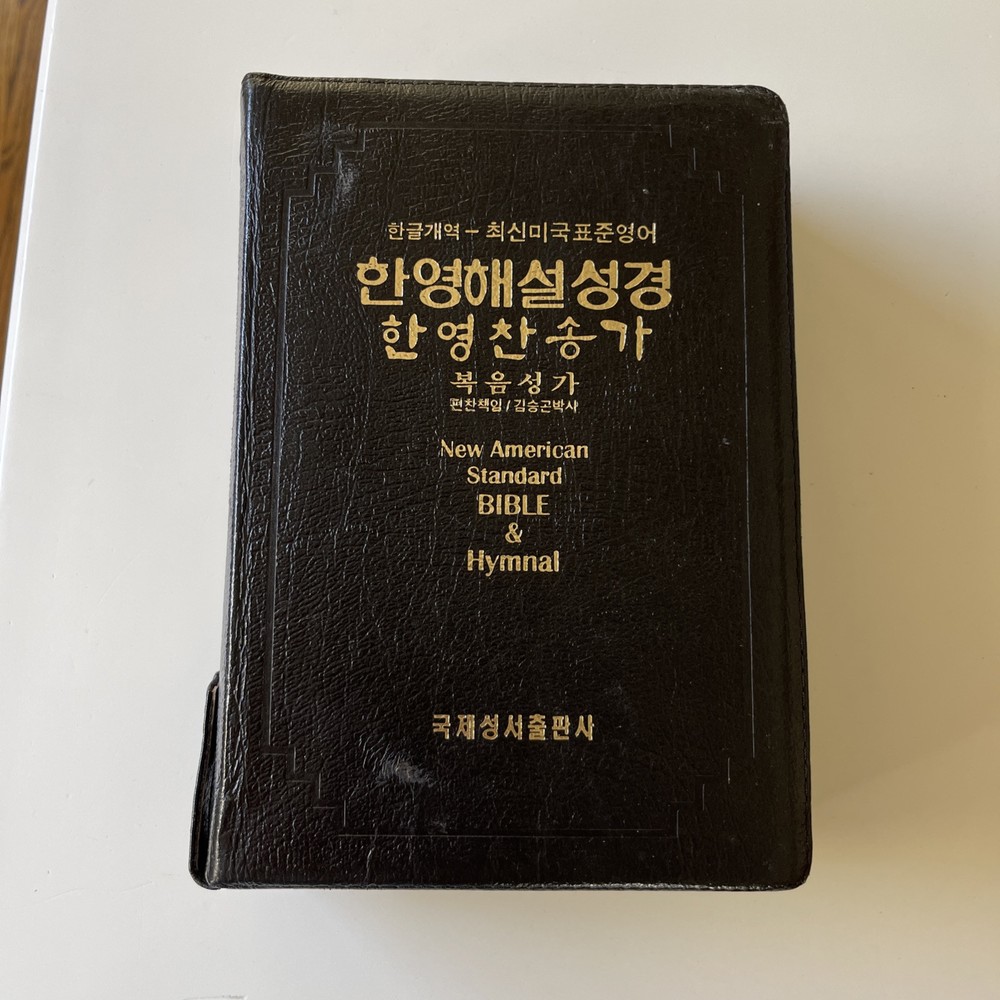 한글개역 – 최신미국표준영어
한영해설성경
한영찬송가
복음성가
편찬책임 / 김승곤박사
New American
Standard
BIBLE
&
Hymnal
국제성서출판사